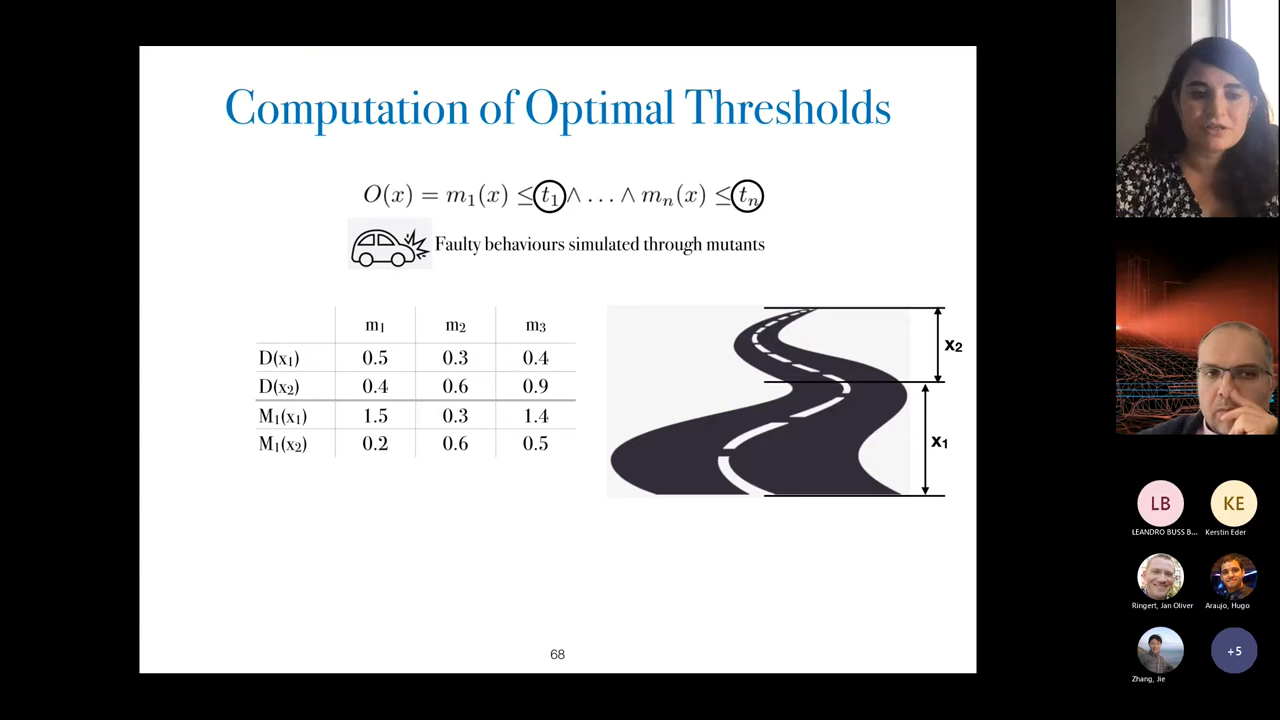 Computation of Optimal Thresholds
O(x) = m₁(x) ≤ t₁ ∧ . . . ∧ mₙ(x) ≤ tₙ
Faulty behaviours simulated through mutants
m₁ m₂ m₃
D(x₁) 0.5 0.3 0.4
D(x₂) 0.4 0.6 0.9
M₁(x₁) 1.5 0.3 1.4
M₁(x₂) 0.2 0.6 0.5
x₂
x₁
68
LB KE
LEANDRO BUSS B... Kerstin Eder
Ringert, Jan Oliver Araujo, Hugo
+5
Zhang, Jie